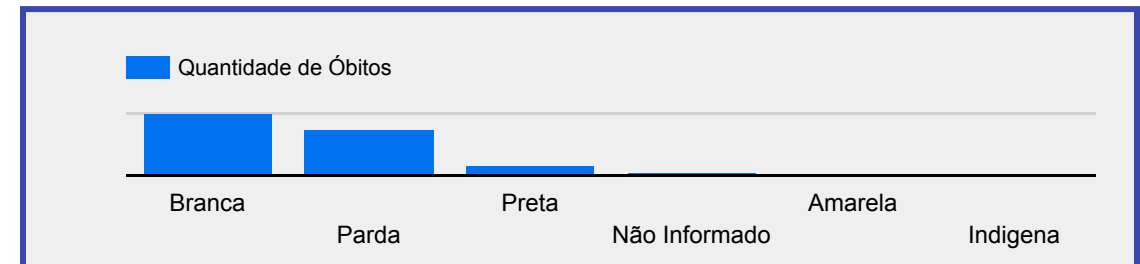 Quantidade de Óbitos
Branca Preta Amarela
Parda Não Informado Indigena